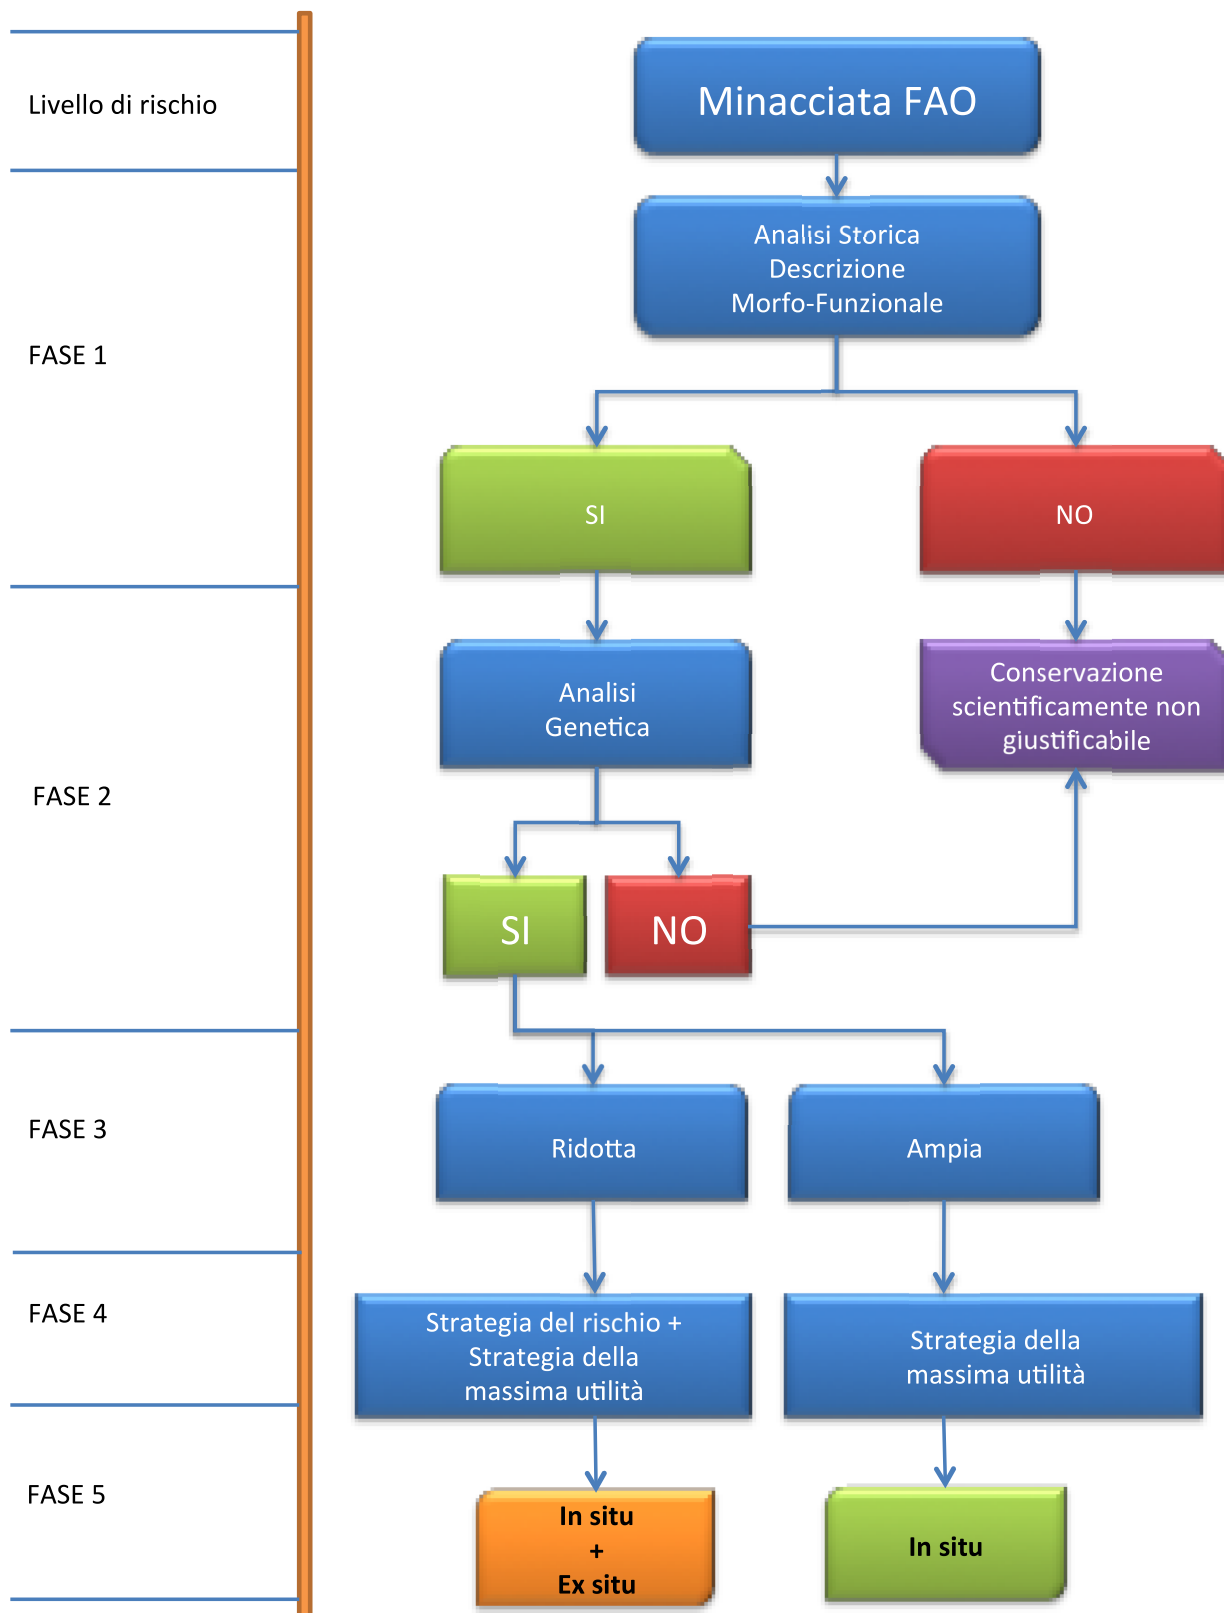 Livello di rischio
Minacciata FAO
FASE 1
Analisi Storica
Descrizione
Morfo-Funzionale
SI
NO
FASE 2
Analisi
Genetica
Conservazione
scientificamente non
giustificabile
SI
NO
FASE 3
Ridotta
Ampia
FASE 4
Strategia del rischio +
Strategia della
massima utilità
Strategia della
massima utilità
FASE 5
In situ
+
Ex situ
In situ